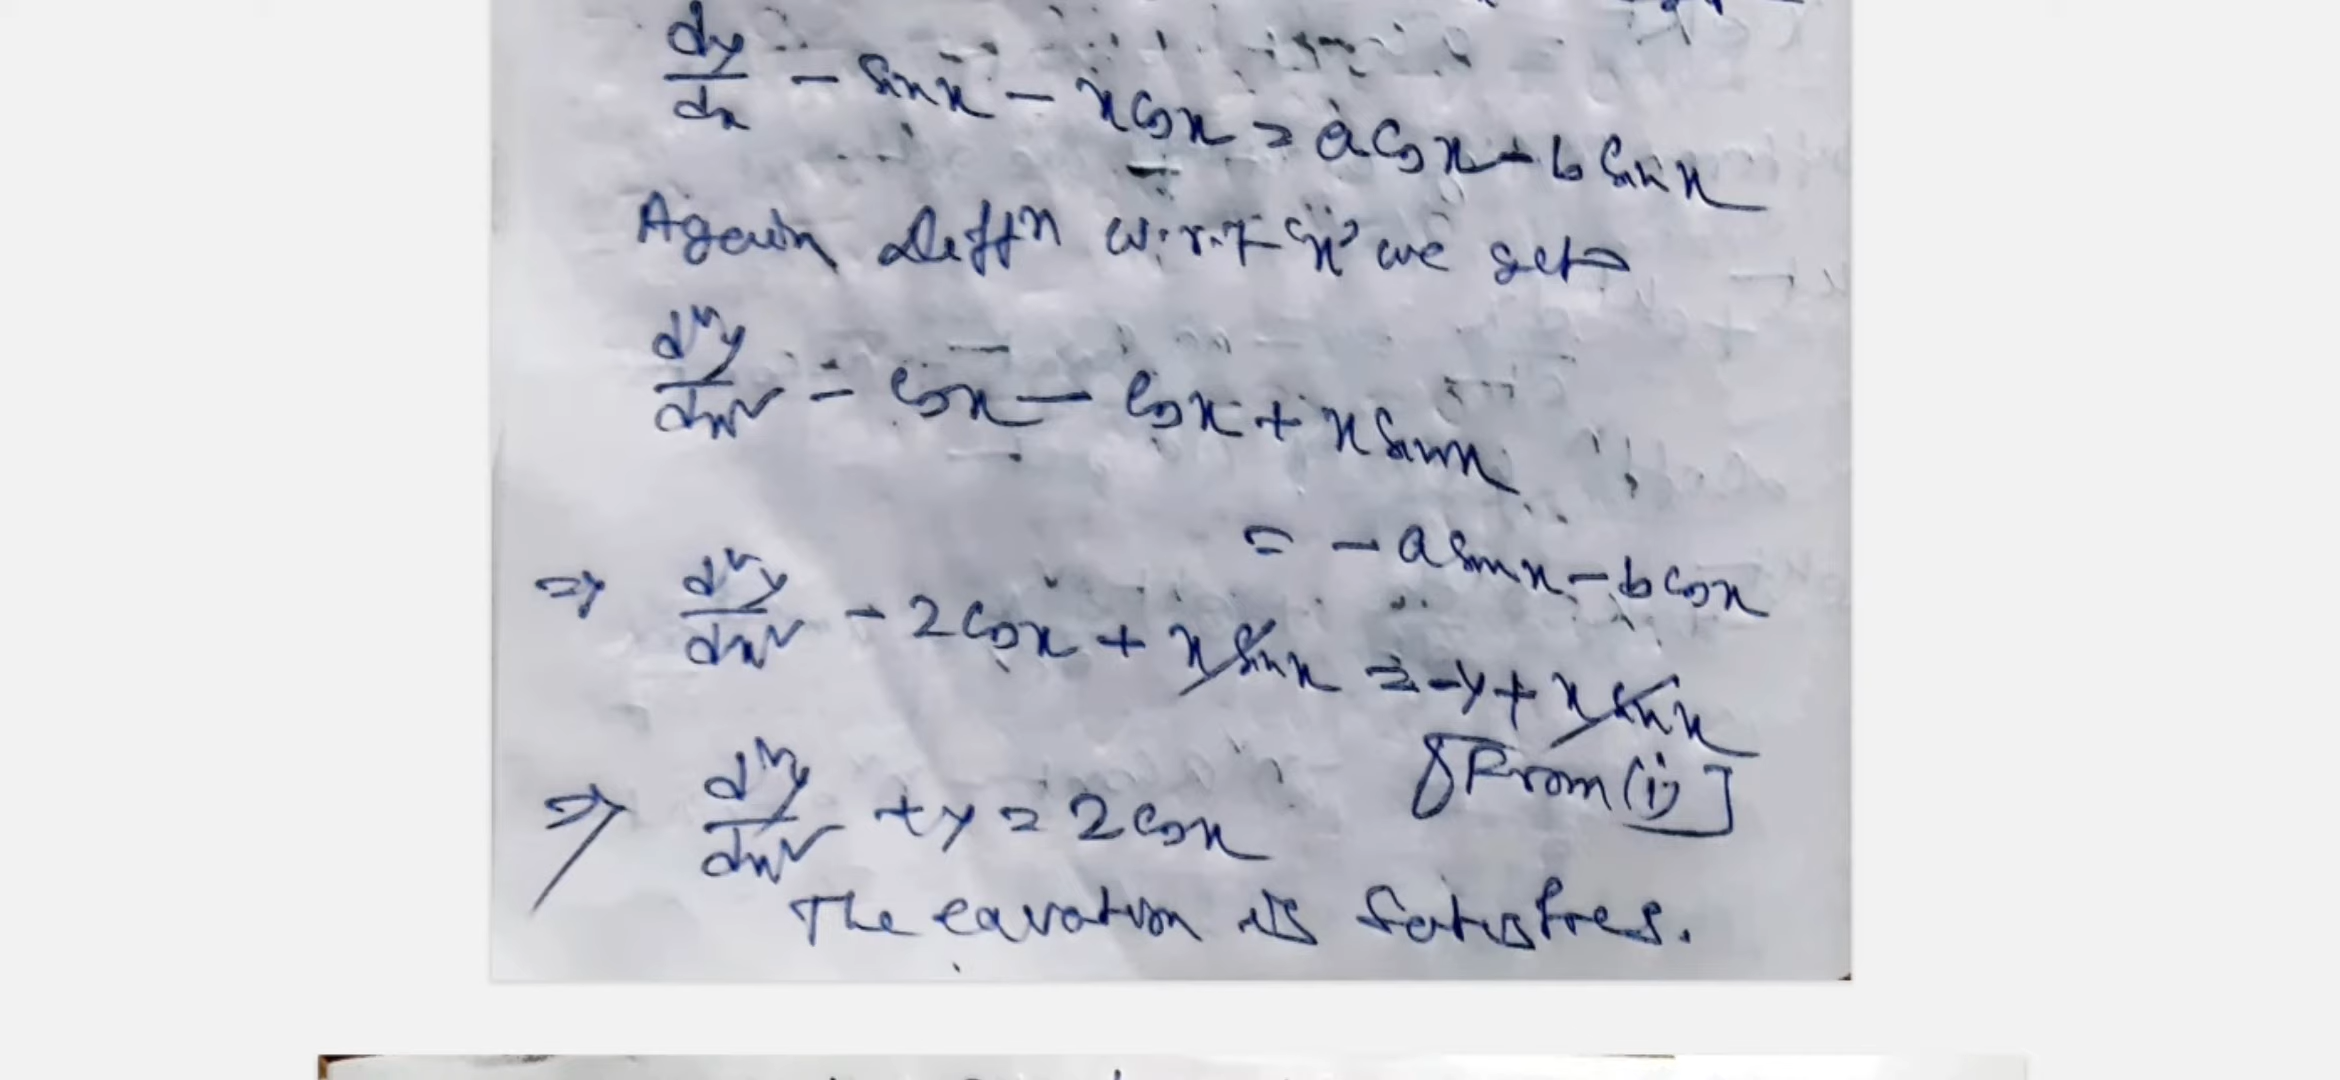 dy/dx - sinx - xcosx = acosx - bsinx
Again Diffn w.r.t 'x' we get
d²y/dx² - cosx - cosx + xsinx
= -asinx - bcosx
⇒ d²y/dx² - 2cosx + xsinx = -y + xsinx
[From (i)]
⇒ d²y/dx² + y = 2cosx
The eavation is Satisfies.